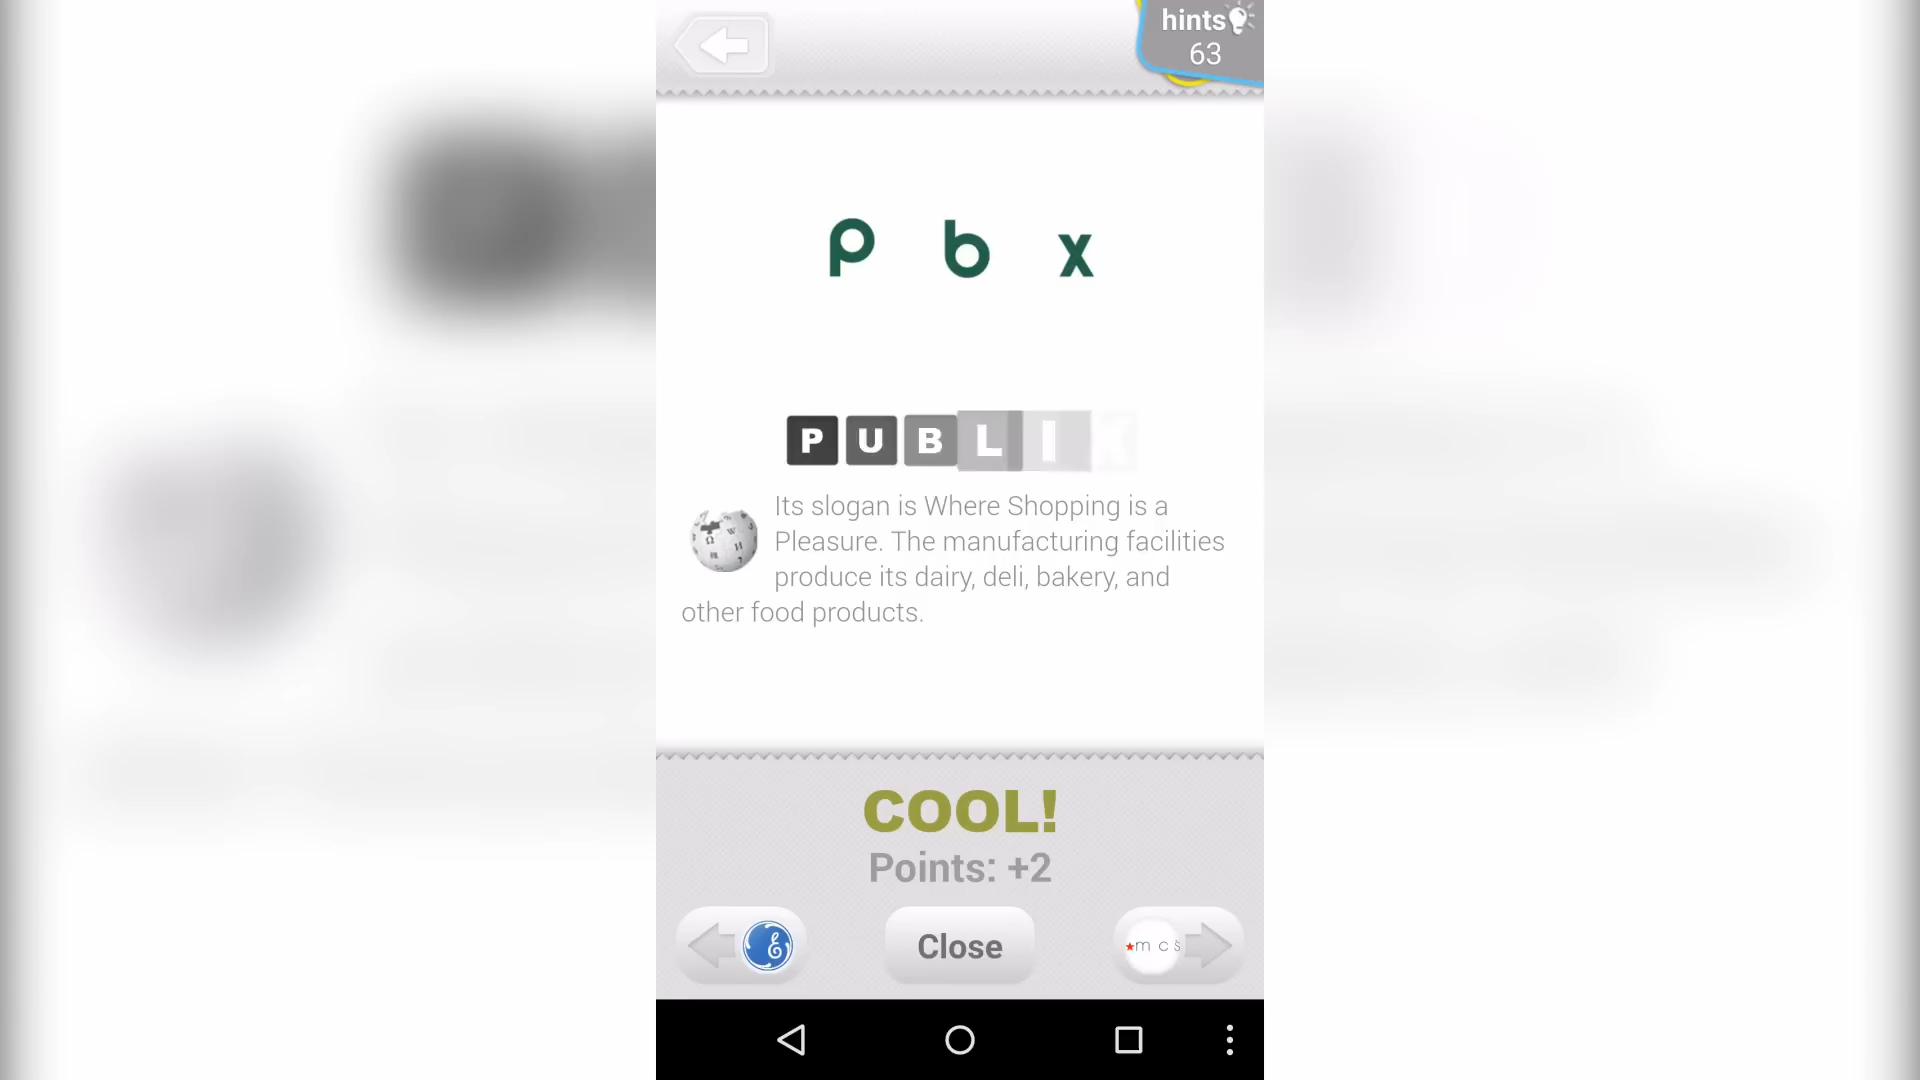 hints
63
p b x
PUBLIK
Its slogan is Where Shopping is a
Pleasure. The manufacturing facilities
produce its dairy, deli, bakery, and
other food products.
COOL!
Points: +2
Close
m c s